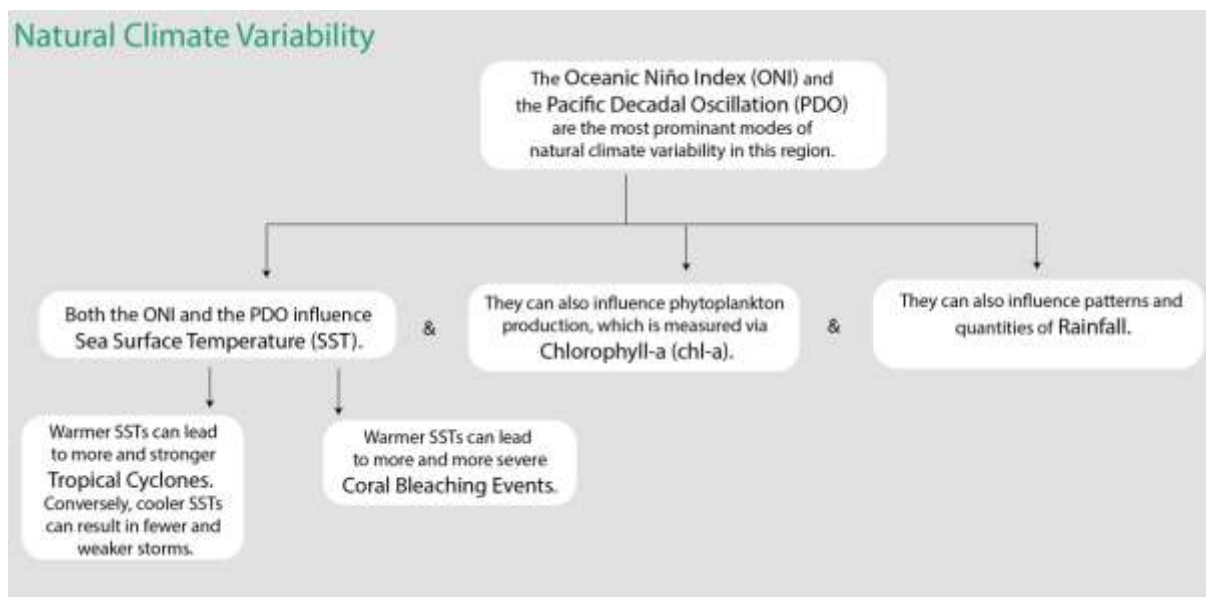 Natural Climate Variability
The Oceanic Niño Index (ONI) and
the Pacific Decadal Oscillation (PDO)
are the most prominant modes of
natural climate variability in this region.
Both the ONI and the PDO influence
Sea Surface Temperature (SST).
&
They can also influence phytoplankton
production, which is measured via
Chlorophyll-a (chl-a).
&
They can also influence patterns and
quantities of Rainfall.
Warmer SSTs can lead
to more and stronger
Tropical Cyclones.
Conversely, cooler SSTs
can result in fewer and
weaker storms.
Warmer SSTs can lead
to more and more severe
Coral Bleaching Events.